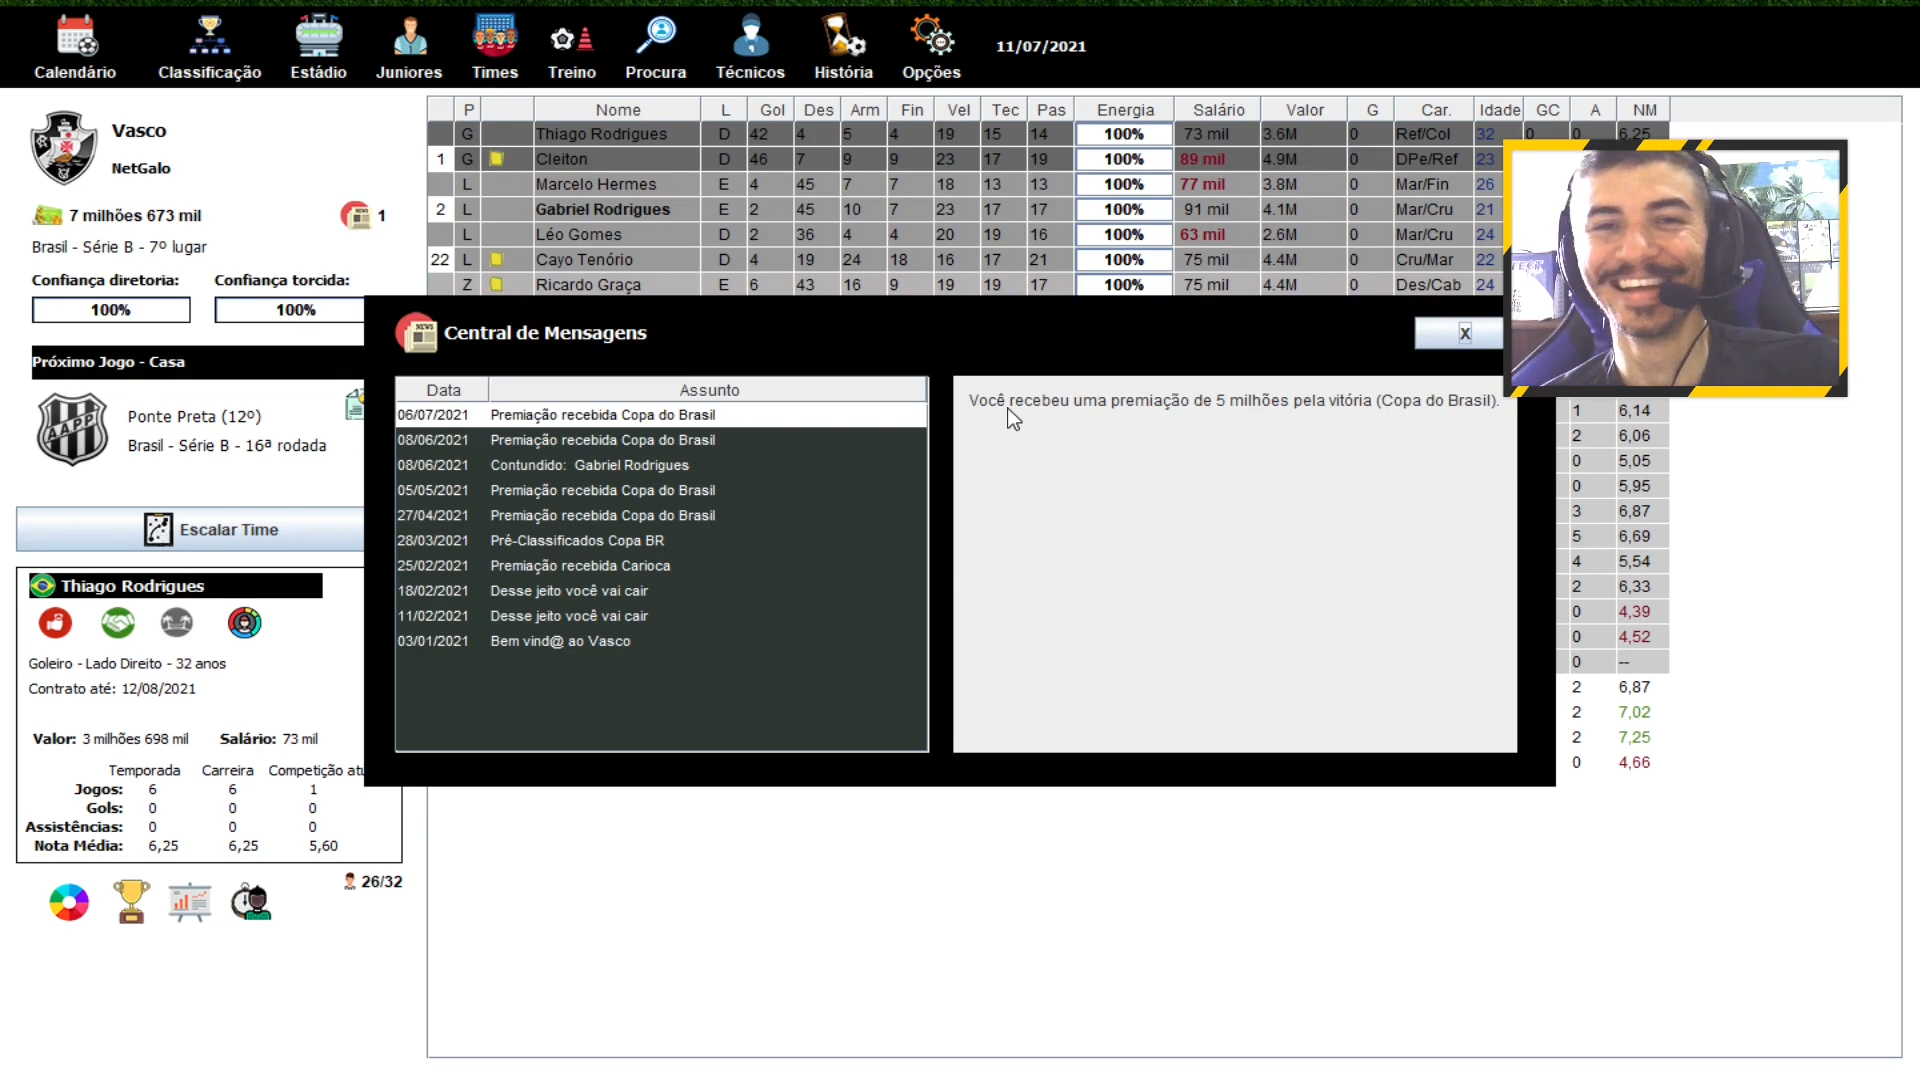 Calendário Classificação Estádio Juniores Times Treino Procura Técnicos História Opções 11/07/2021
Vasco
NetGalo
7 milhões 673 mil 1
Brasil - Série B - 7º lugar
Confiança diretoria: Confiança torcida:
100% 100%
Próximo Jogo - Casa
AAPP
Ponte Preta (12º)
Brasil - Série B - 16ª rodada
Escalar Time
Thiago Rodrigues
Goleiro - Lado Direito - 32 anos
Contrato até: 12/08/2021
Valor: 3 milhões 698 mil Salário: 73 mil
Temporada Carreira Competição atu
Jogos: 6 6 1
Gols: 0 0 0
Assistências: 0 0 0
Nota Média: 6,25 6,25 5,60
26/32
P Nome L Gol Des Arm Fin Vel Tec Pas Energia Salário Valor G Car. Idade GC A NM
G Thiago Rodrigues D 42 4 5 4 19 15 14 100% 73 mil 3.6M 0 Ref/Col 32 0 0 6,25
1 G Cleiton D 46 7 9 9 23 17 19 100% 89 mil 4.9M 0 DPe/Ref 23
L Marcelo Hermes E 4 45 7 7 18 13 13 100% 77 mil 3.8M 0 Mar/Fin 26
2 L Gabriel Rodrigues E 2 45 10 7 23 17 17 100% 91 mil 4.1M 0 Mar/Cru 21
L Léo Gomes D 2 36 4 4 20 19 16 100% 63 mil 2.6M 0 Mar/Cru 24
22 L Cayo Tenório D 4 19 24 18 16 17 21 100% 75 mil 4.4M 0 Cru/Mar 22
Z Ricardo Graça E 6 43 16 9 19 19 17 100% 75 mil 4.4M 0 Des/Cab 24
NEWS Central de Mensagens X
Data Assunto
06/07/2021 Premiação recebida Copa do Brasil
08/06/2021 Premiação recebida Copa do Brasil
08/06/2021 Contundido: Gabriel Rodrigues
05/05/2021 Premiação recebida Copa do Brasil
27/04/2021 Premiação recebida Copa do Brasil
28/03/2021 Pré-Classificados Copa BR
25/02/2021 Premiação recebida Carioca
18/02/2021 Desse jeito você vai cair
11/02/2021 Desse jeito você vai cair
03/01/2021 Bem vind@ ao Vasco
Você recebeu uma premiação de 5 milhões pela vitória (Copa do Brasil).
1 6,14
2 6,06
0 5,05
0 5,95
3 6,87
5 6,69
4 5,54
2 6,33
0 4,39
0 4,52
0 --
2 6,87
2 7,02
2 7,25
0 4,66